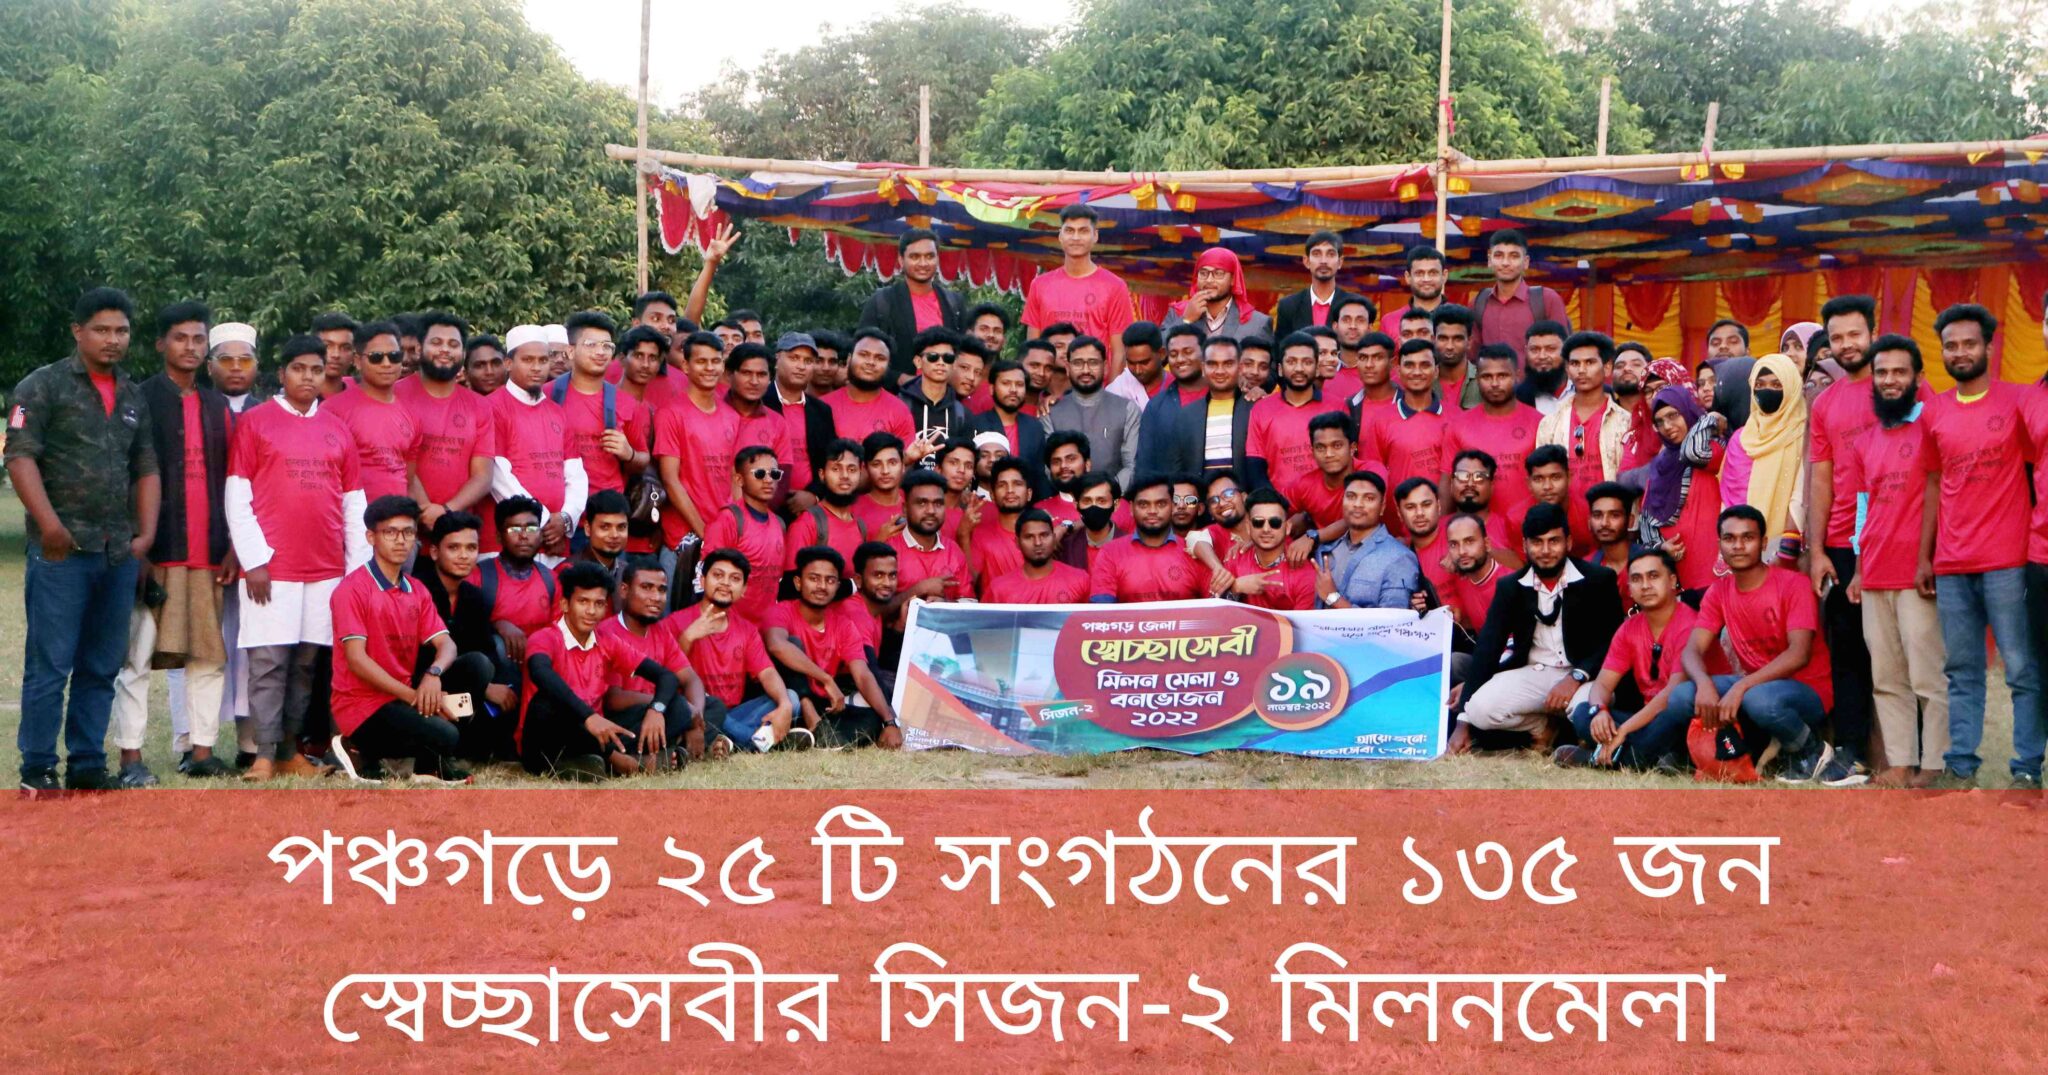 পঞ্চগড় জেলা
স্বেচ্ছাসেবী
মিলন মেলা ও
বনভোজন
২০২২
সিজন-২
১৯
নভেম্বর-২০২২
স্থান:
আয়োজনে:
স্বেচ্ছাসেবী
পঞ্চগড়ে ২৫ টি সংগঠনের ১৩৫ জন
স্বেচ্ছাসেবীর সিজন-২ মিলনমেলা